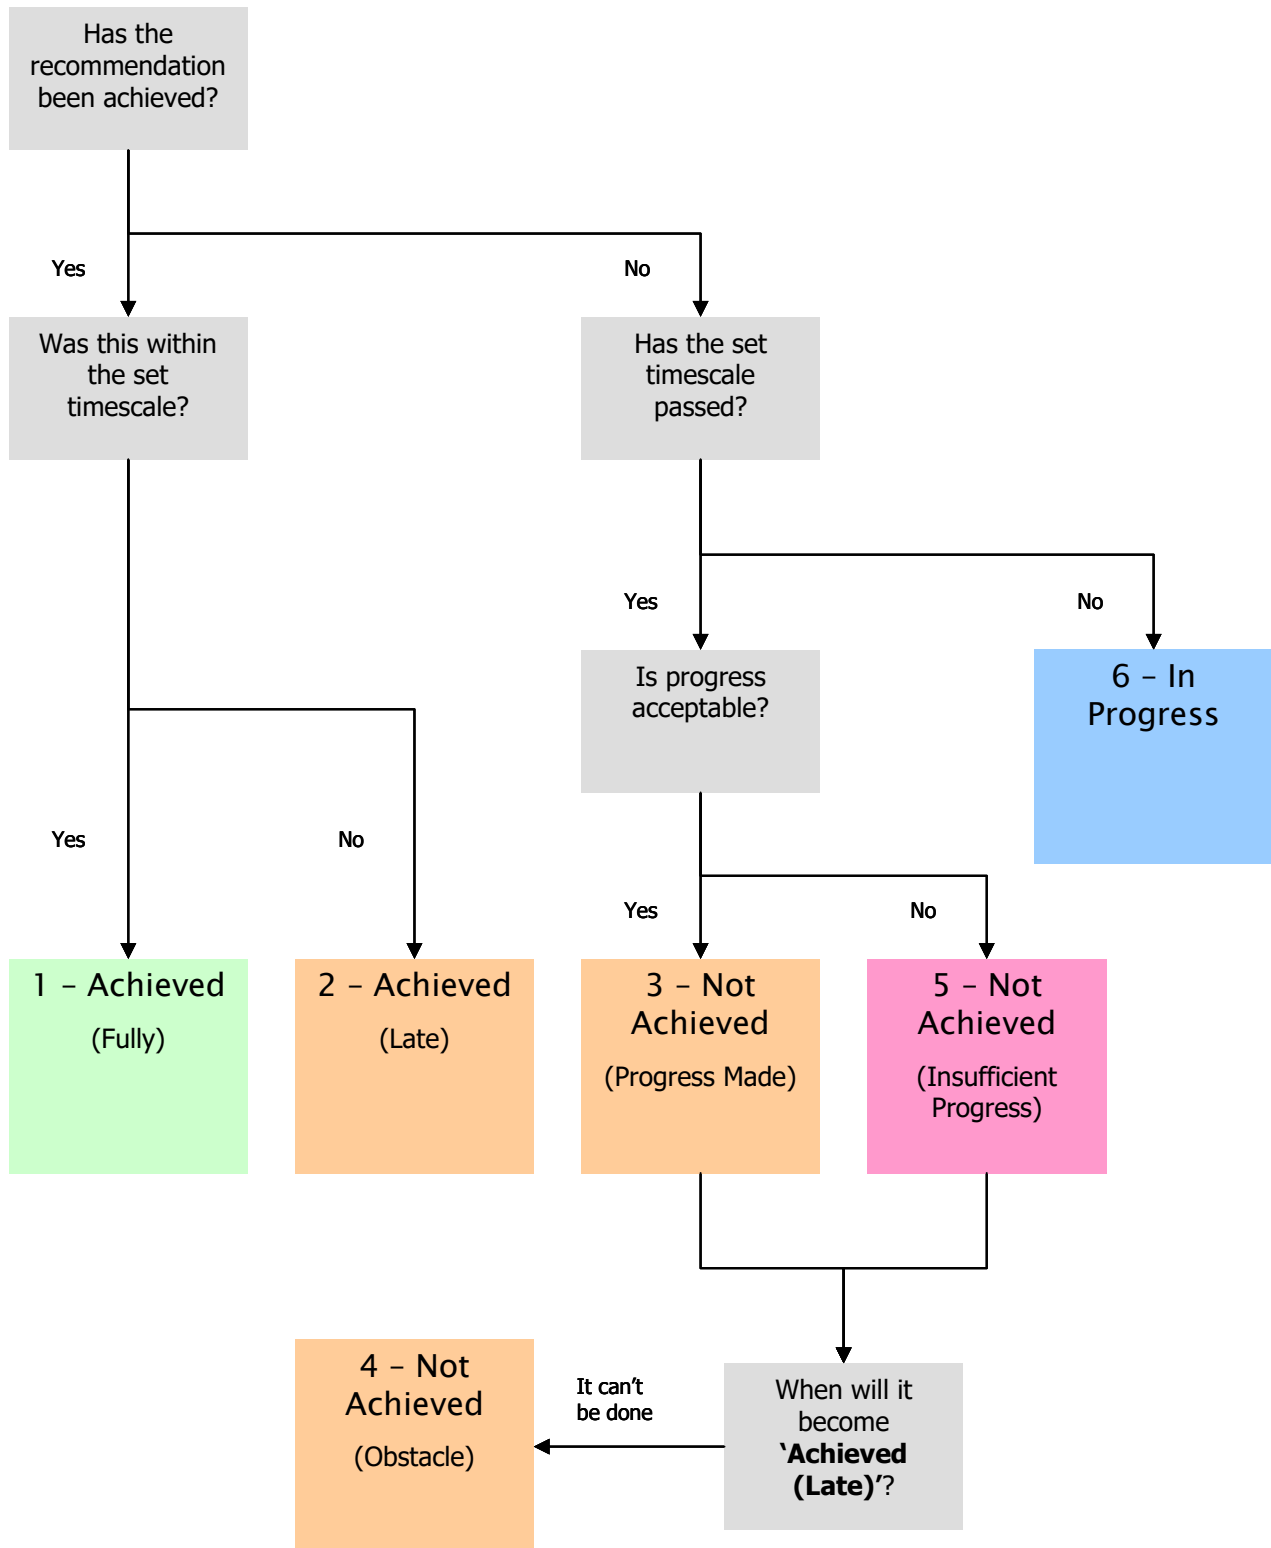 Has the
recommendation
been achieved?
Yes
No
Was this within
the set
timescale?
Has the set
timescale
passed?
Yes
No
Is progress
acceptable?
6 – In
Progress
Yes
No
Yes
No
1 – Achieved
(Fully)
2 – Achieved
(Late)
3 – Not
Achieved
(Progress Made)
5 – Not
Achieved
(Insufficient
Progress)
4 – Not
Achieved
(Obstacle)
It can’t
be done
When will it
become
‘Achieved
(Late)’?